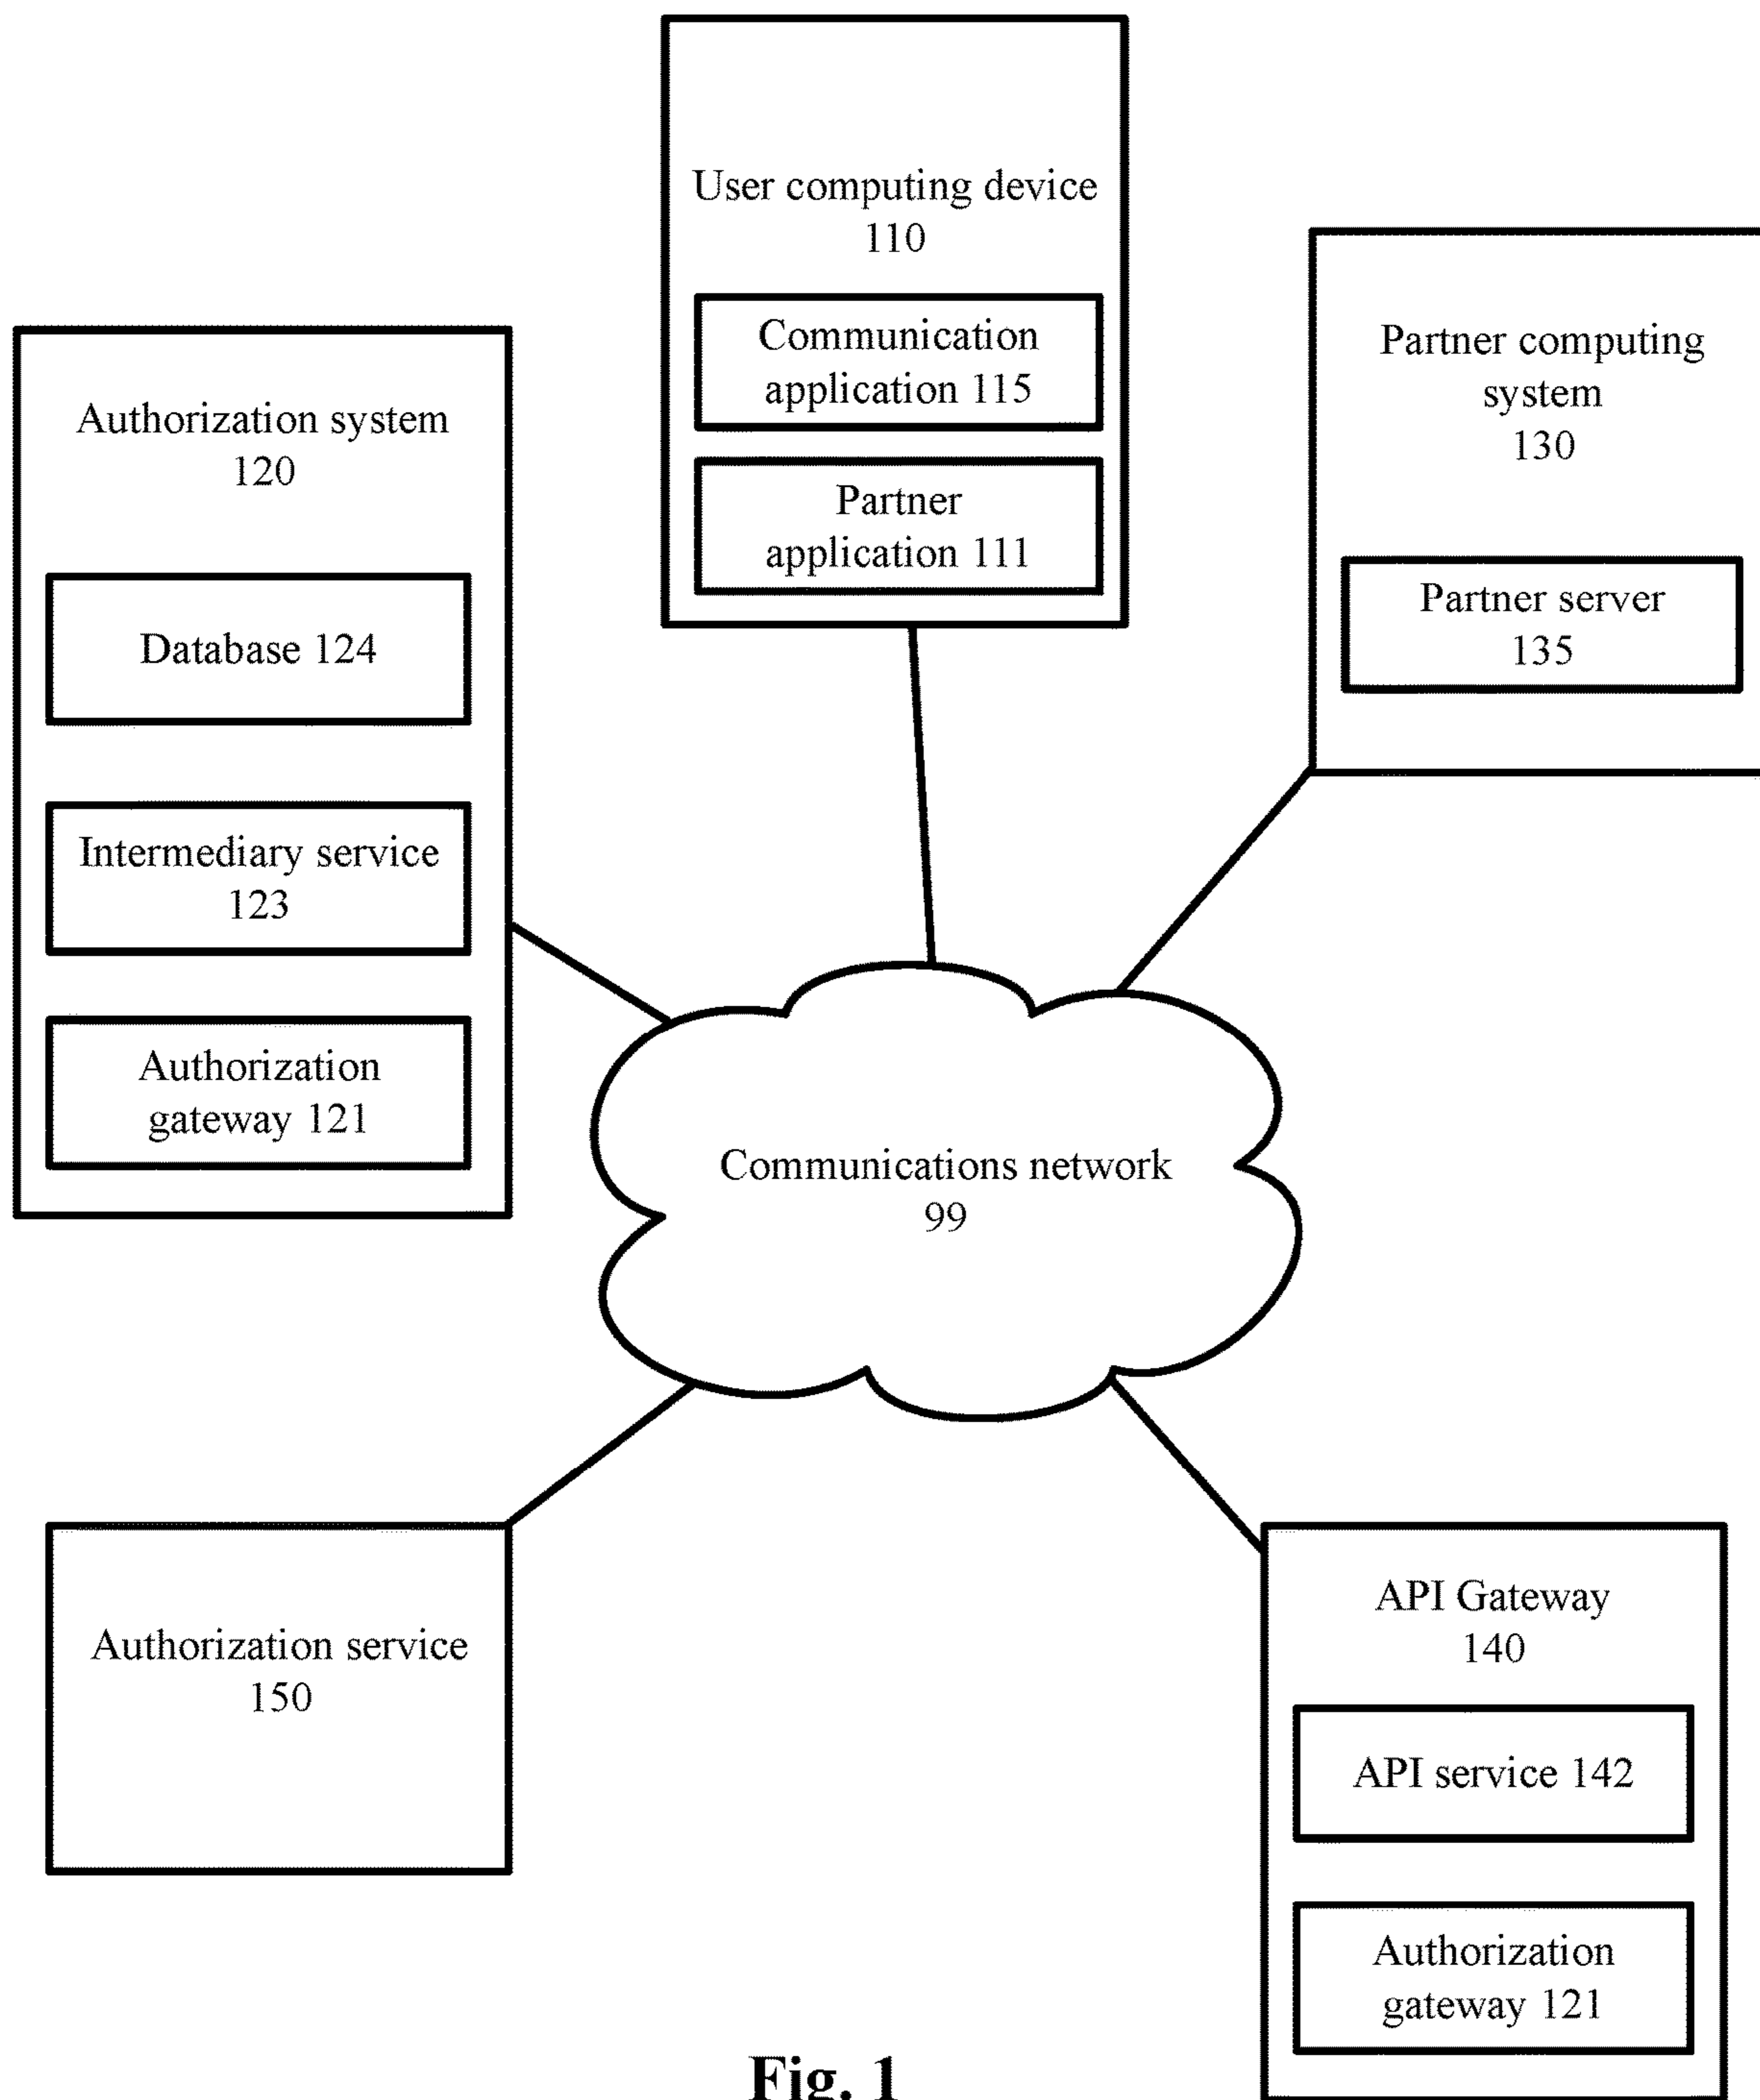 User computing device
110
Communication
application 115
Partner
application 111
Partner computing
system
130
Partner server
135
Authorization system
120
Database 124
Intermediary service
123
Authorization
gateway 121
Communications network
99
Authorization service
150
API Gateway
140
API service 142
Authorization
gateway 121
Fig. 1